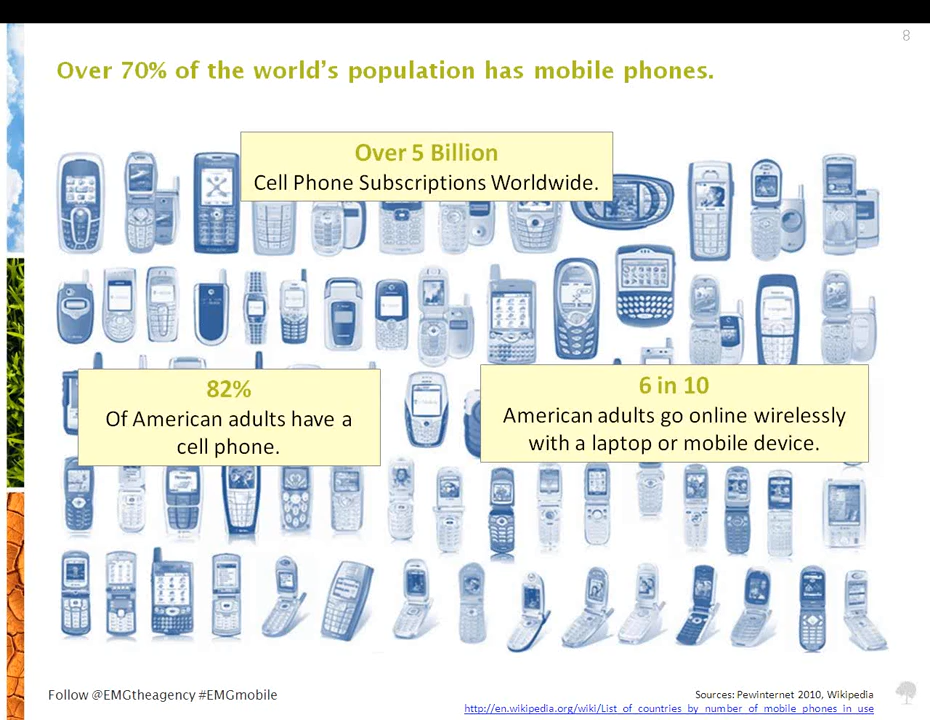 8
Over 70% of the world's population has mobile phones.
Over 5 Billion
Cell Phone Subscriptions Worldwide.
82%
Of American adults have a
cell phone.
6 in 10
American adults go online wirelessly
with a laptop or mobile device.
Follow @EMGtheagency #EMGmobile
Sources: Pewinternet 2010, Wikipedia
http://en.wikipedia.org/wiki/List_of_countries_by_number_of_mobile_phones_in_use